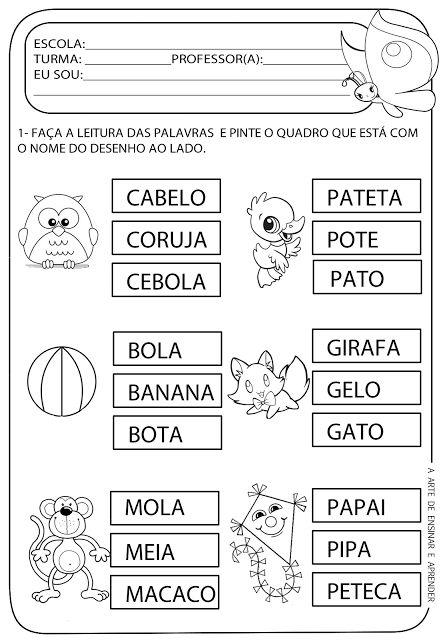 ESCOLA:
TURMA: PROFESSOR(A):
EU SOU:
1- FAÇA A LEITURA DAS PALAVRAS E PINTE O QUADRO QUE ESTÁ COM
O NOME DO DESENHO AO LADO.
CABELO
CORUJA
CEBOLA
PATETA
POTE
PATO
BOLA
BANANA
BOTA
GIRAFA
GELO
GATO
MOLA
MEIA
MACACO
PAPAI
PIPA
PETECA
A ARTE DE ENSINAR E APRENDER